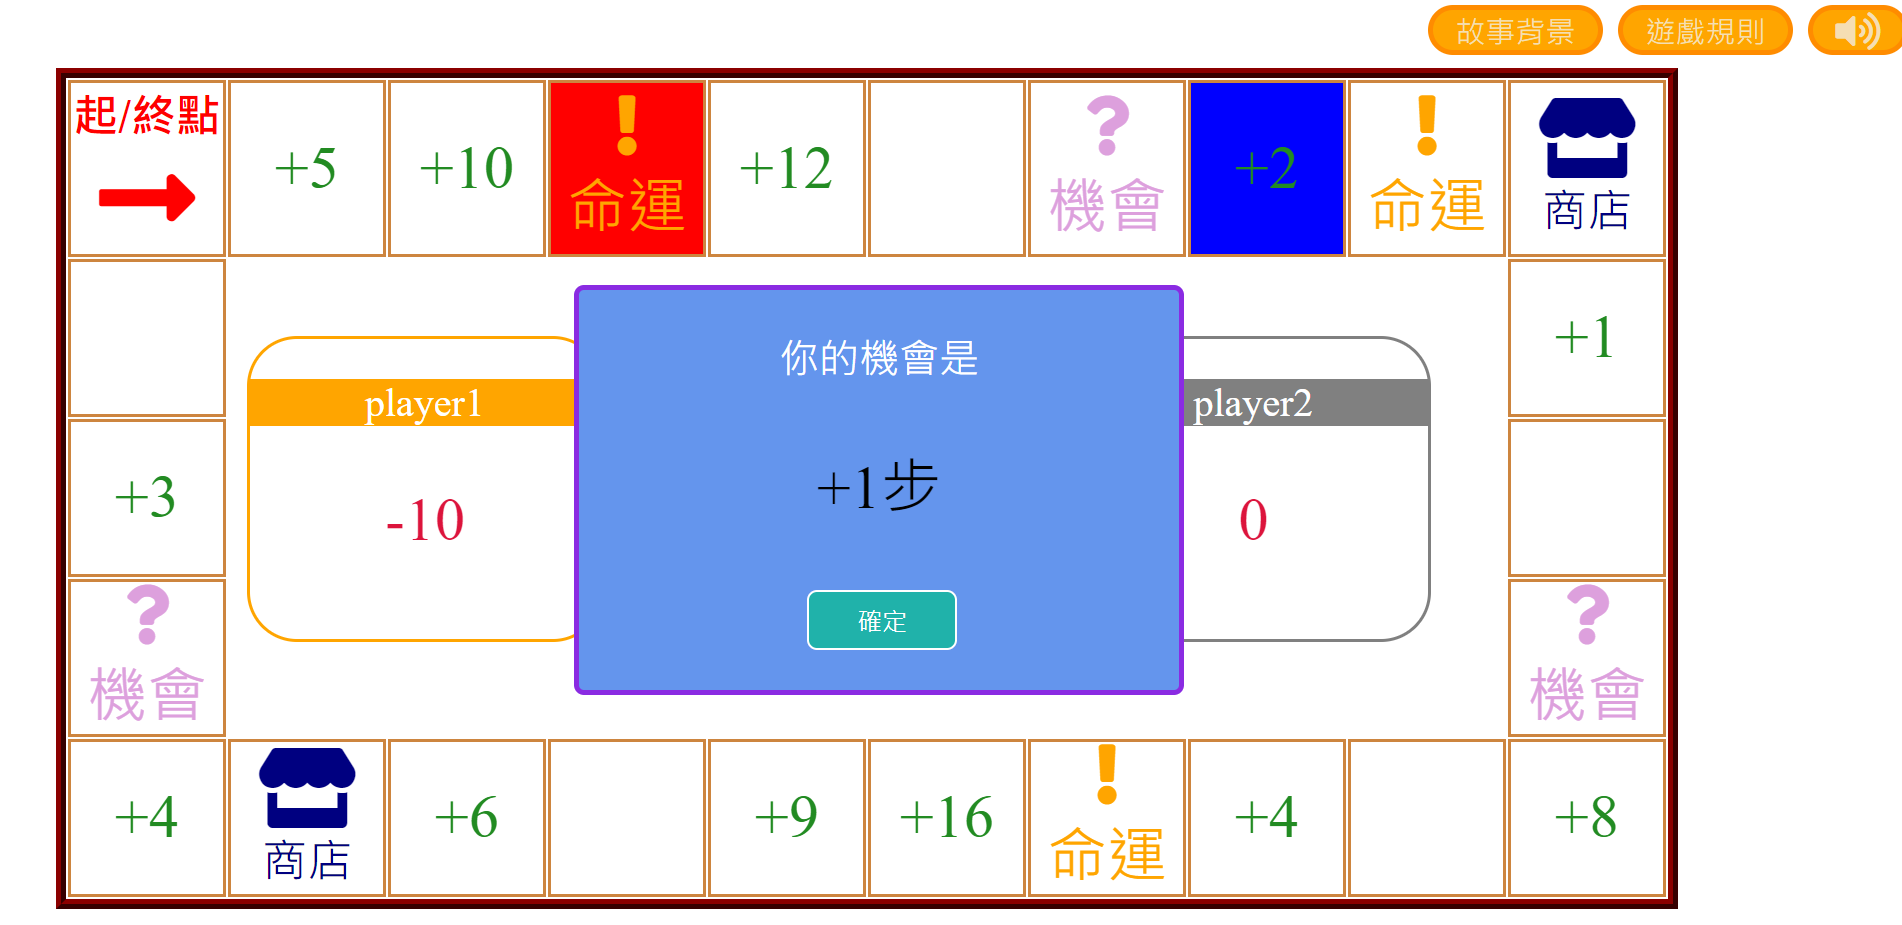 故事背景
遊戲規則
起/終點
+5
+10
命運
+12
機會
+2
命運
商店
+1
你的機會是
player1
player2
+1步
+3
-10
0
確定
機會
機會
+4
商店
+6
+9
+16
命運
+4
+8